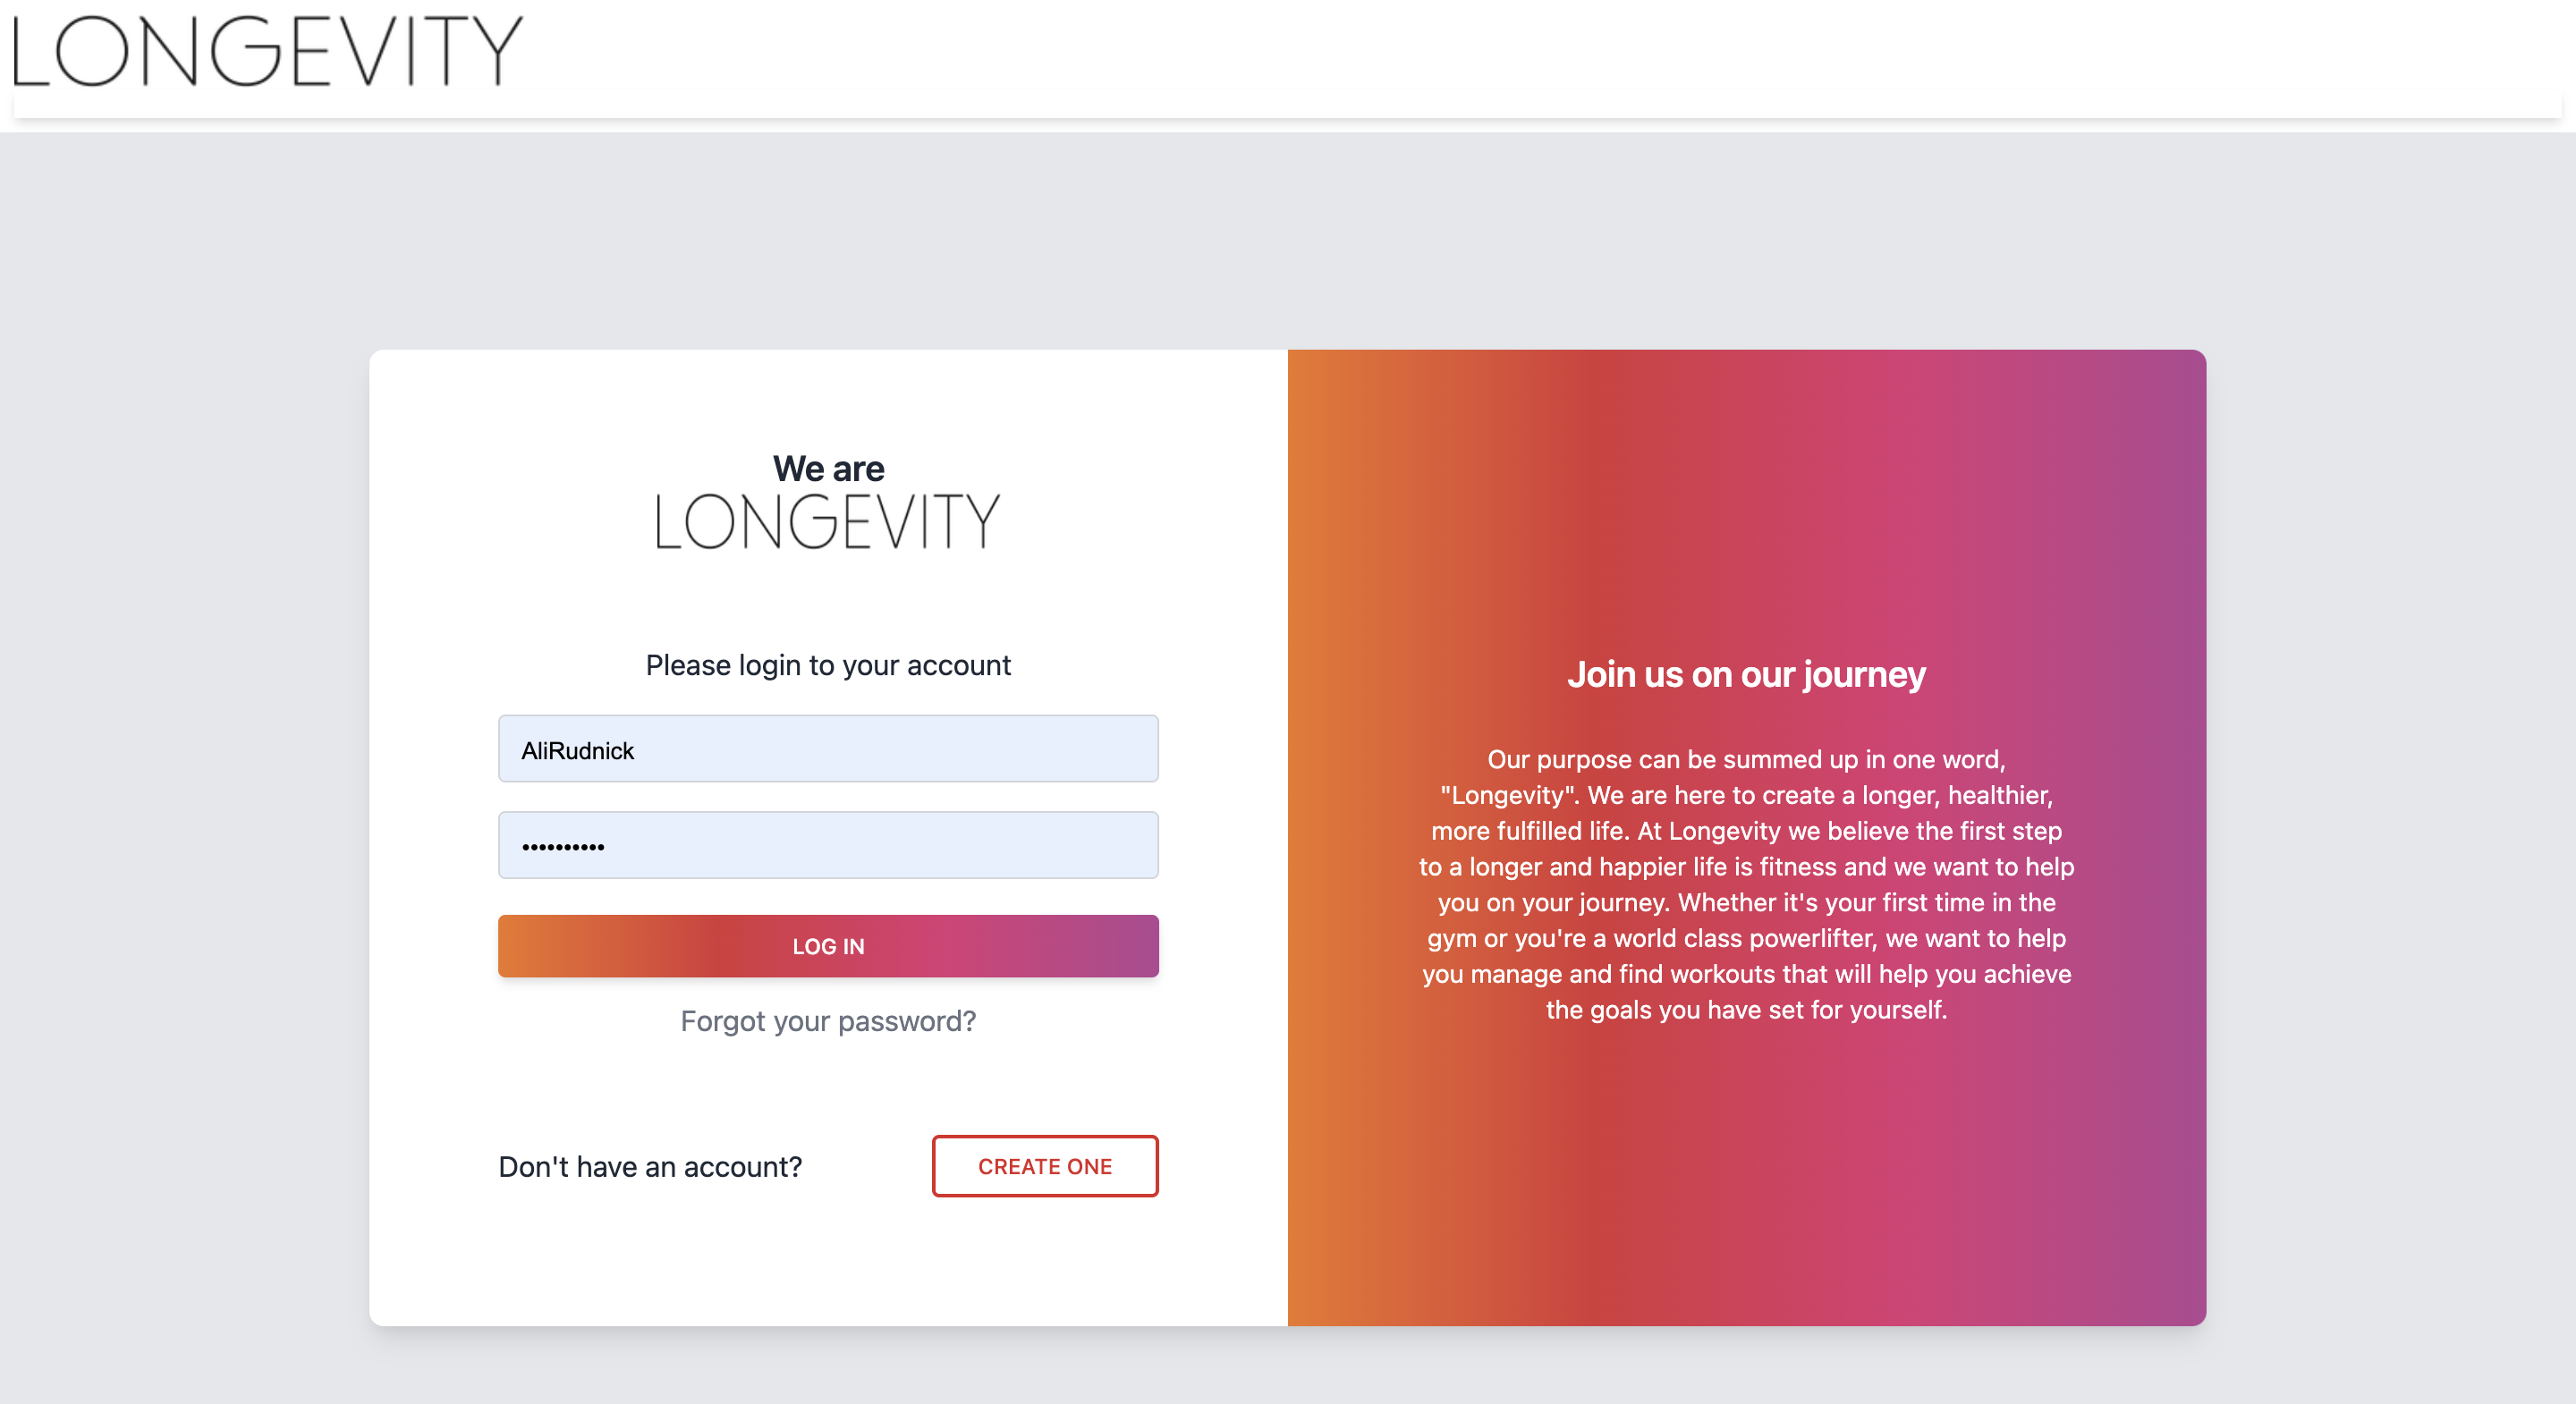 LONGEVITY
We are
LONGEVITY
Please login to your account
AliRudnick
••••••••••
LOG IN
Forgot your password?
Don't have an account?
CREATE ONE
Join us on our journey
Our purpose can be summed up in one word,
"Longevity". We are here to create a longer, healthier,
more fulfilled life. At Longevity we believe the first step
to a longer and happier life is fitness and we want to help
you on your journey. Whether it's your first time in the
gym or you're a world class powerlifter, we want to help
you manage and find workouts that will help you achieve
the goals you have set for yourself.